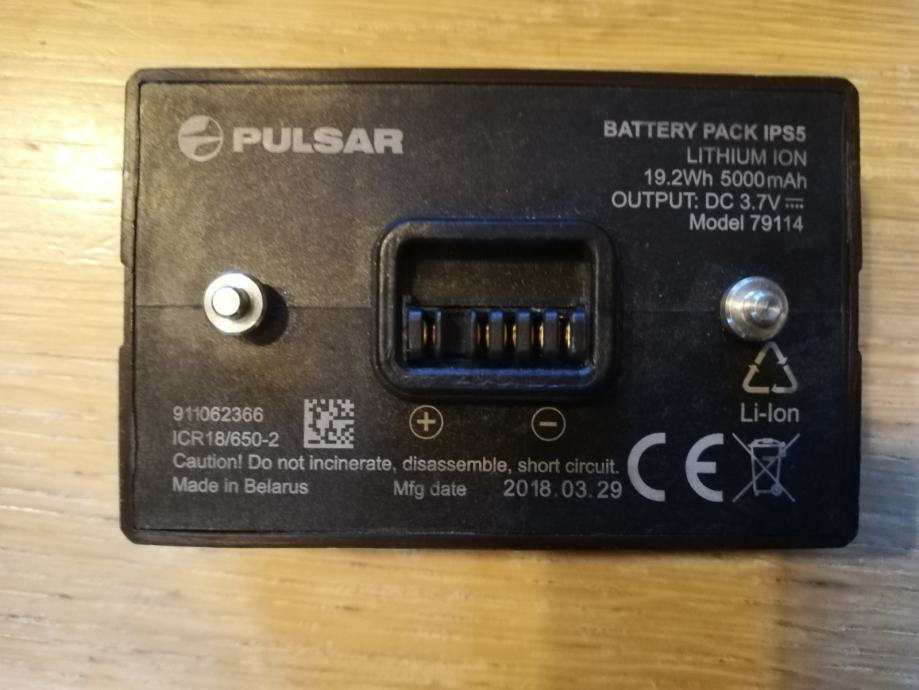 PULSAR
BATTERY PACK IPS5
LITHIUM ION
19.2Wh 5000mAh
OUTPUT: DC 3.7V ⎓
Model 79114
Li-Ion
+ −
911062366
ICR18/650-2
Caution! Do not incinerate, disassemble, short circuit.
Made in Belarus Mfg date 2018.03.29
CE